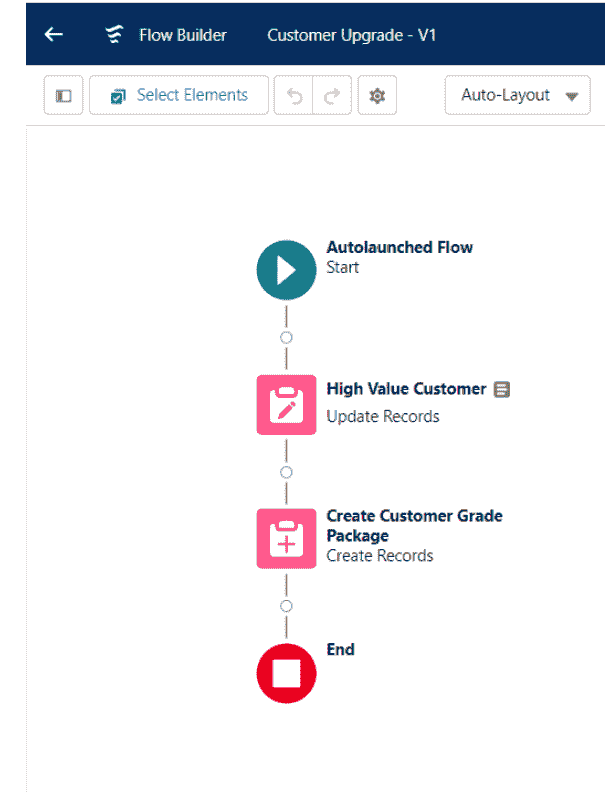 Flow Builder Customer Upgrade - V1
Select Elements Auto-Layout
Autolaunched Flow
Start
High Value Customer
Update Records
Create Customer Grade
Package
Create Records
End